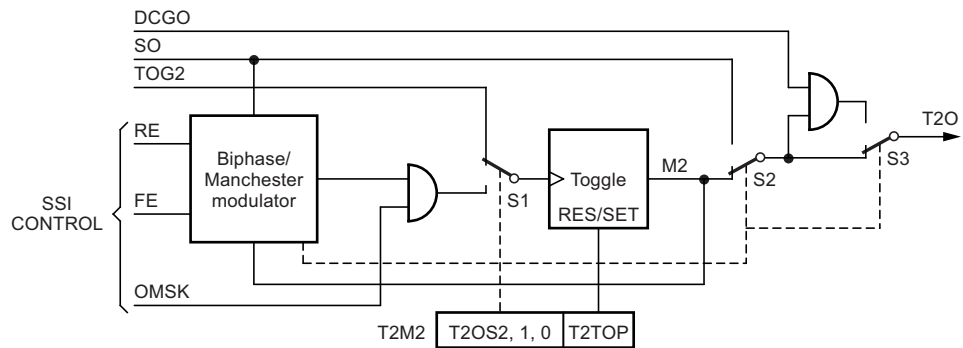 DCGO
SO
TOG2
RE
FE
SSI
CONTROL
OMSK
Biphase/
Manchester
modulator
S1
Toggle
RES/SET
M2
S2
S3
T2O
T2M2
T2OS2, 1, 0
T2TOP